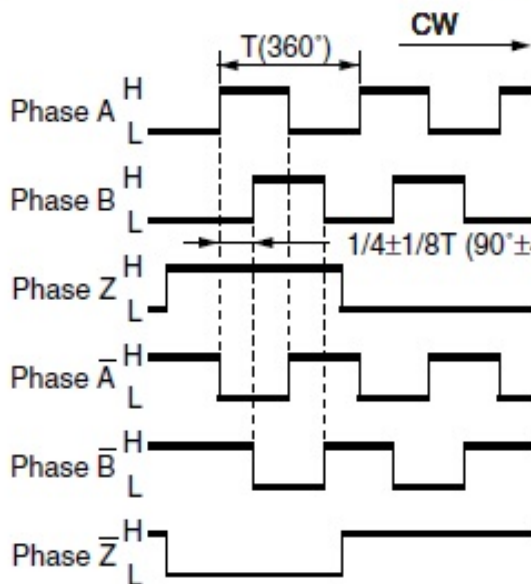 CW
T(360°)
Phase A H
L
Phase B H
L
1/4±1/8T (90°±
Phase Z H
L
Phase A̅ H
L
Phase B̅ H
L
Phase Z̅ H
L